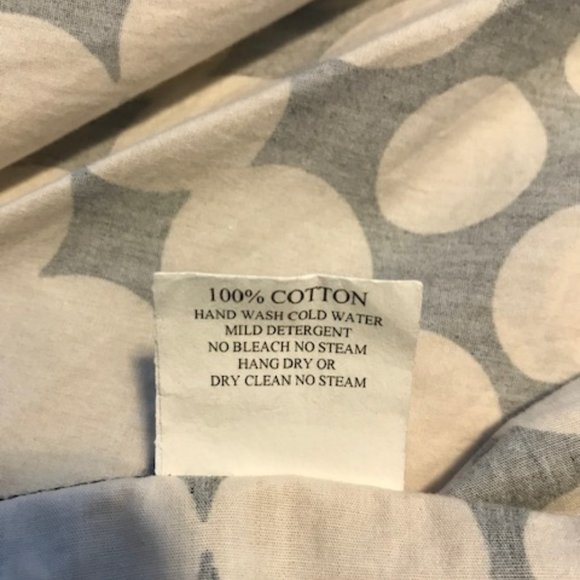 100% COTTON
HAND WASH COLD WATER
MILD DETERGENT
NO BLEACH NO STEAM
HANG DRY OR
DRY CLEAN NO STEAM